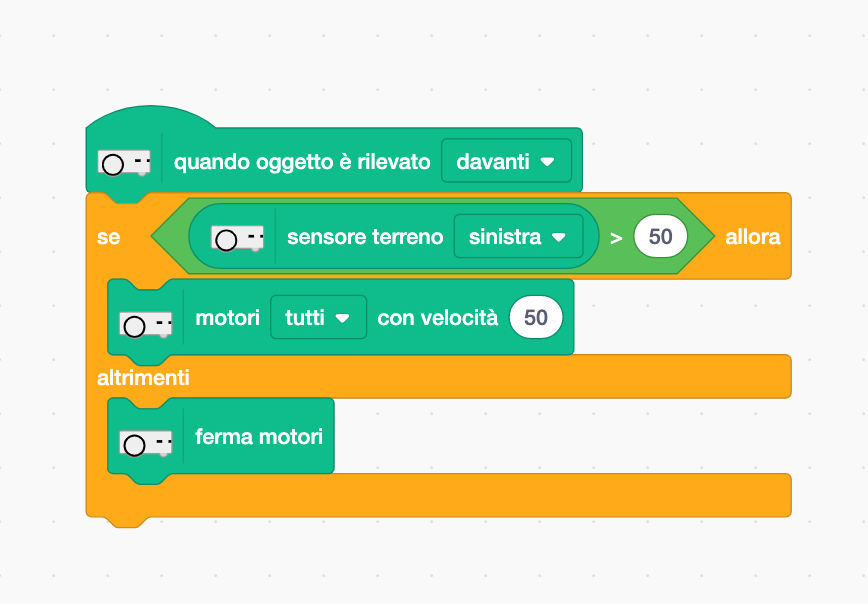 quando oggetto è rilevato davanti
se sensore terreno sinistra > 50 allora
motori tutti con velocità 50
altrimenti
ferma motori